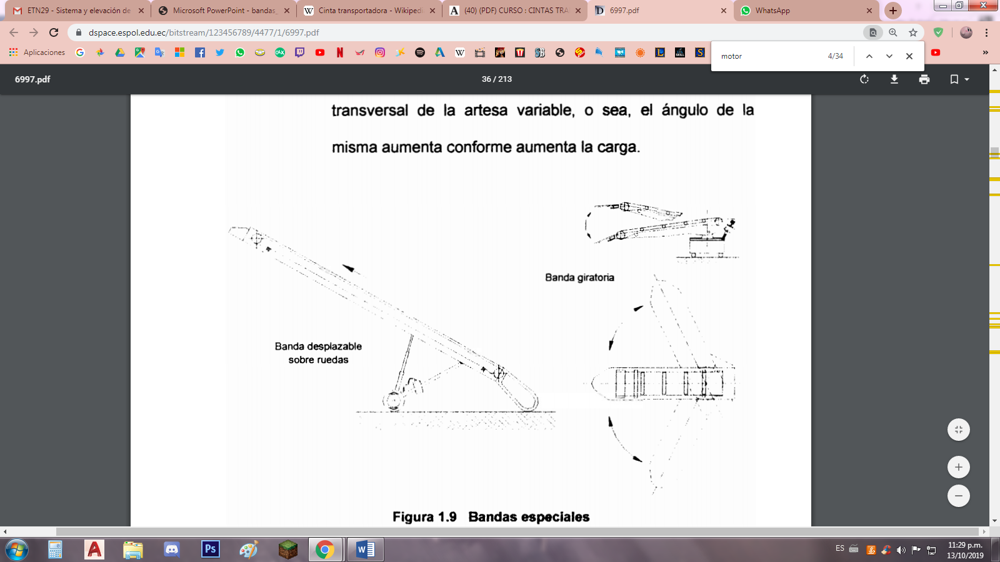 ETN29 - Sistema y elevación de
Microsoft PowerPoint - bandas_
Cinta transportadora - Wikipedi
(40) (PDF) CURSO : CINTAS TRA
6997.pdf
WhatsApp
dspace.espol.edu.ec/bitstream/123456789/4477/1/6997.pdf
Aplicaciones
motor
4/34
6997.pdf
36 / 213
transversal de la artesa variable, o sea, el ángulo de la
misma aumenta conforme aumenta la carga.
Banda giratoria
Banda desplazable
sobre ruedas
Figura 1.9 Bandas especiales
ES
11:29 p.m.
13/10/2019